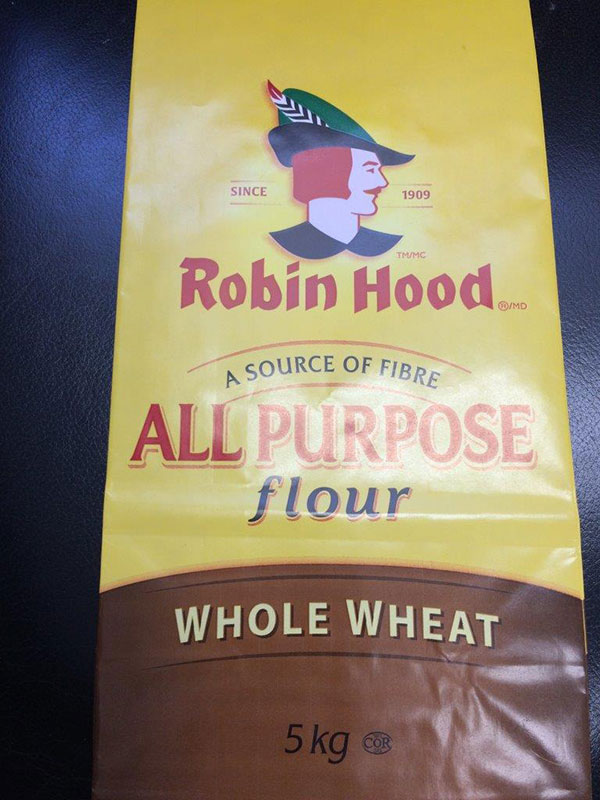 SINCE 1909
TM/MC
Robin Hood ®/MD
A SOURCE OF FIBRE
ALL PURPOSE
flour
WHOLE WHEAT
5 kg COR